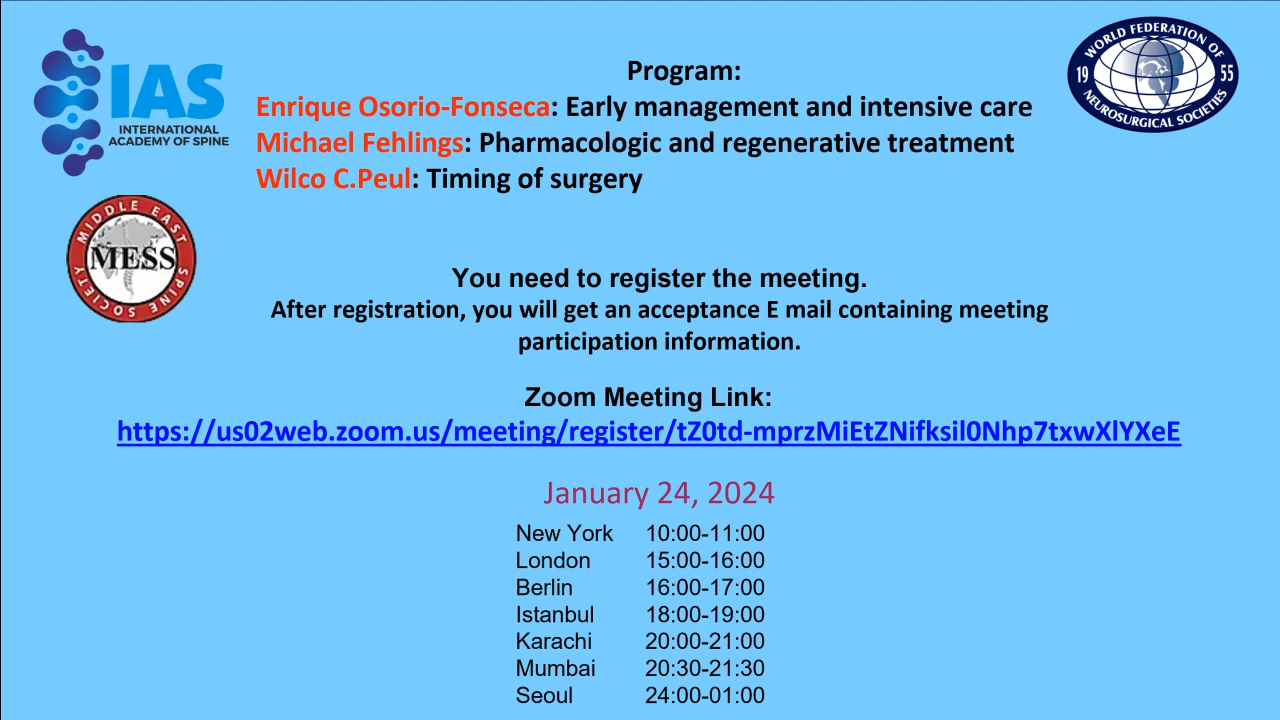 IAS
INTERNATIONAL
ACADEMY OF SPINE
WORLD FEDERATION OF
19 55
NEUROSURGICAL SOCIETIES
MIDDLE EAST
MESS
SPINE SOCIETY
Program:
Enrique Osorio-Fonseca: Early management and intensive care
Michael Fehlings: Pharmacologic and regenerative treatment
Wilco C.Peul: Timing of surgery
You need to register the meeting.
After registration, you will get an acceptance E mail containing meeting
participation information.
Zoom Meeting Link:
https://us02web.zoom.us/meeting/register/tZ0td-mprzMiEtZNifksil0Nhp7txwXlYXeE
January 24, 2024
New York 10:00-11:00
London 15:00-16:00
Berlin 16:00-17:00
Istanbul 18:00-19:00
Karachi 20:00-21:00
Mumbai 20:30-21:30
Seoul 24:00-01:00